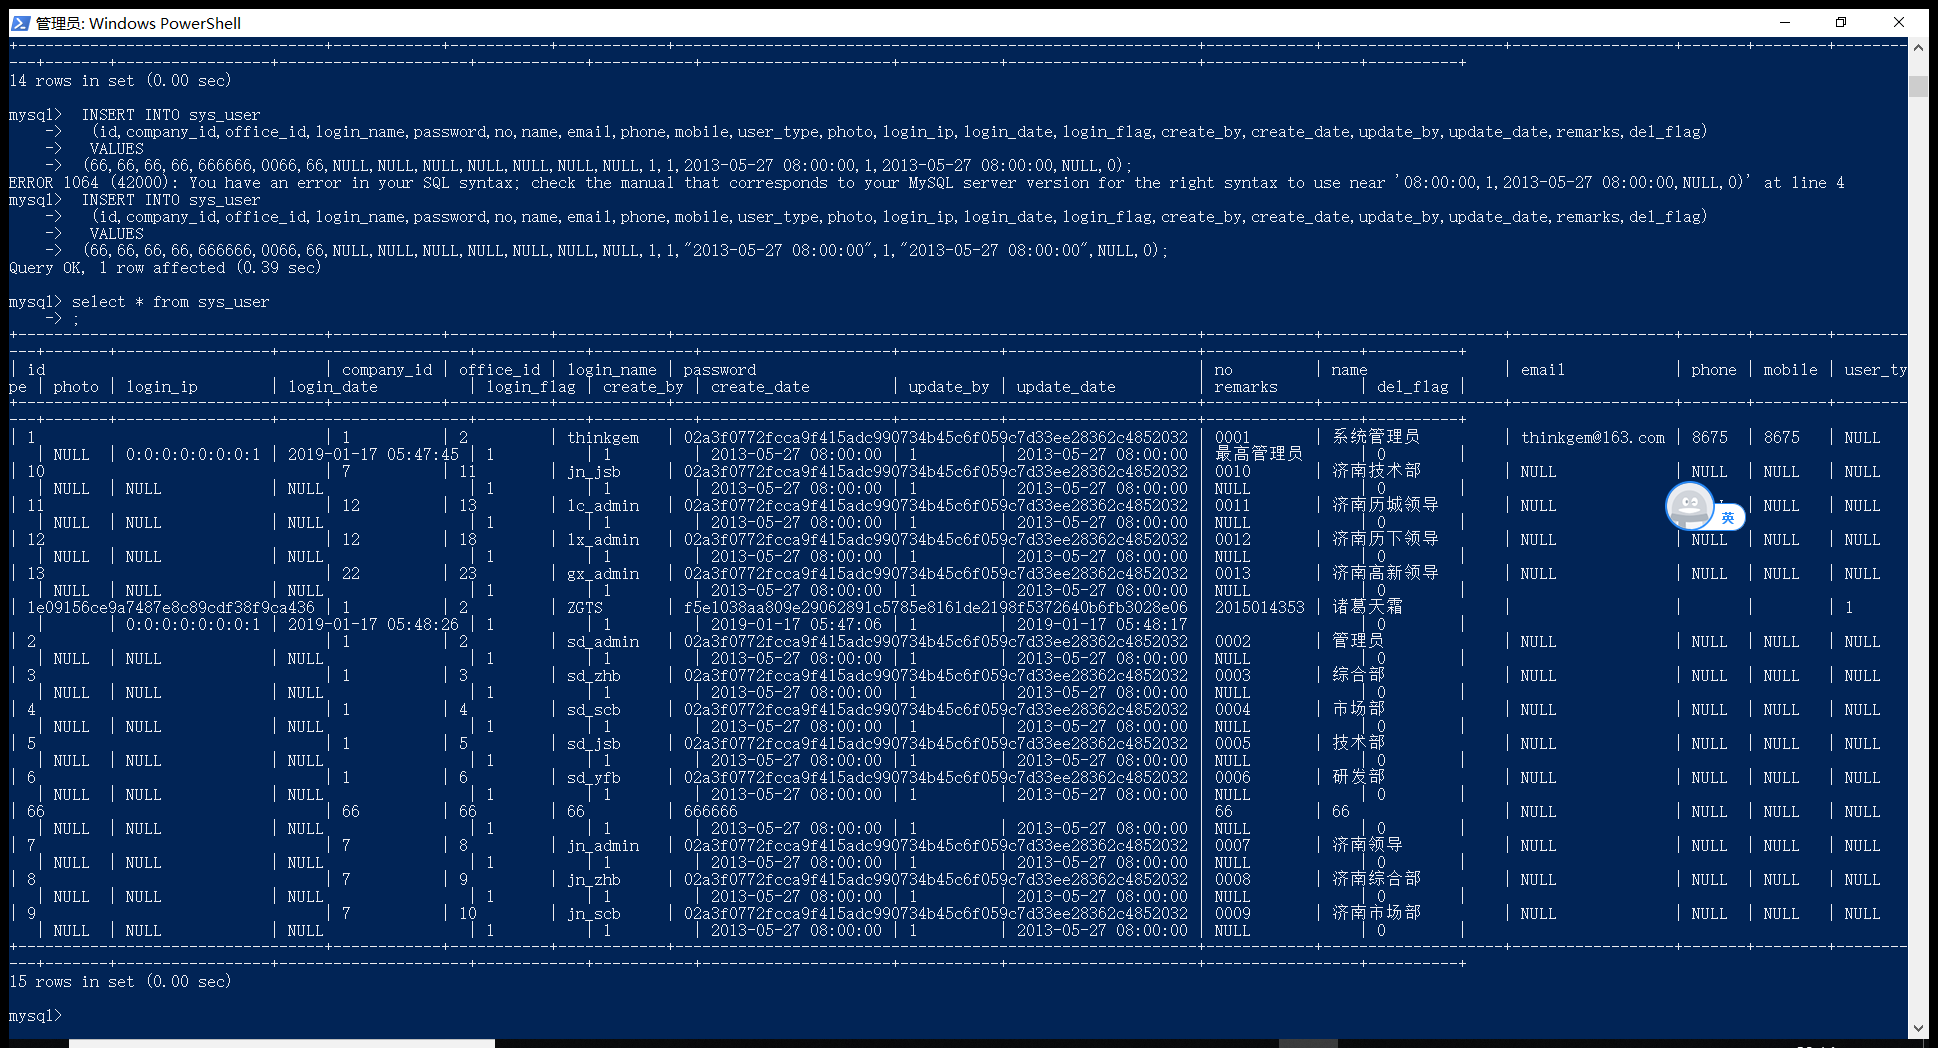 管理员: Windows PowerShell
14 rows in set (0.00 sec)
mysql>  INSERT INTO sys_user
    ->   (id,company_id,office_id,login_name,password,no,name,email,phone,mobile,user_type,photo,login_ip,login_date,login_flag,create_by,create_date,update_by,update_date,remarks,del_flag)
    ->   VALUES
    ->  (66,66,66,66,666666,0066,66,NULL,NULL,NULL,NULL,NULL,NULL,NULL,1,1,2013-05-27 08:00:00,1,2013-05-27 08:00:00,NULL,0);
ERROR 1064 (42000): You have an error in your SQL syntax; check the manual that corresponds to your MySQL server version for the right syntax to use near '08:00:00,1,2013-05-27 08:00:00,NULL,0)' at line 4
mysql>  INSERT INTO sys_user
    ->   (id,company_id,office_id,login_name,password,no,name,email,phone,mobile,user_type,photo,login_ip,login_date,login_flag,create_by,create_date,update_by,update_date,remarks,del_flag)
    ->   VALUES
    ->  (66,66,66,66,666666,0066,66,NULL,NULL,NULL,NULL,NULL,NULL,NULL,1,1,"2013-05-27 08:00:00",1,"2013-05-27 08:00:00",NULL,0);
Query OK, 1 row affected (0.39 sec)
mysql> select * from sys_user
    -> ;
| id | company_id | office_id | login_name | password | no | name | email | phone | mobile | user_ty
pe | photo | login_ip | login_date | login_flag | create_by | create_date | update_by | update_date | remarks | del_flag |
| 1 | 1 | 2 | thinkgem | 02a3f0772fcca9f415adc990734b45c6f059c7d33ee28362c4852032 | 0001 | 系统管理员 | thinkgem@163.com | 8675 | 8675 | NULL
| NULL | 0:0:0:0:0:0:0:1 | 2019-01-17 05:47:45 | 1 | 1 | 2013-05-27 08:00:00 | 1 | 2013-05-27 08:00:00 | 最高管理员 | 0 |
| 10 | 7 | 11 | jn_jsb | 02a3f0772fcca9f415adc990734b45c6f059c7d33ee28362c4852032 | 0010 | 济南技术部 | NULL | NULL | NULL | NULL
| NULL | NULL | NULL | 1 | 1 | 2013-05-27 08:00:00 | 1 | 2013-05-27 08:00:00 | NULL | 0 |
| 11 | 12 | 13 | lc_admin | 02a3f0772fcca9f415adc990734b45c6f059c7d33ee28362c4852032 | 0011 | 济南历城领导 | NULL | | NULL | NULL
英
| NULL | NULL | NULL | 1 | 1 | 2013-05-27 08:00:00 | 1 | 2013-05-27 08:00:00 | NULL | 0 |
| 12 | 12 | 18 | lx_admin | 02a3f0772fcca9f415adc990734b45c6f059c7d33ee28362c4852032 | 0012 | 济南历下领导 | NULL | NULL | NULL | NULL
| NULL | NULL | NULL | 1 | 1 | 2013-05-27 08:00:00 | 1 | 2013-05-27 08:00:00 | NULL | 0 |
| 13 | 22 | 23 | gx_admin | 02a3f0772fcca9f415adc990734b45c6f059c7d33ee28362c4852032 | 0013 | 济南高新领导 | NULL | NULL | NULL | NULL
| NULL | NULL | NULL | 1 | 1 | 2013-05-27 08:00:00 | 1 | 2013-05-27 08:00:00 | NULL | 0 |
| 1e09156ce9a7487e8c89cdf38f9ca436 | 1 | 2 | ZGTS | f5e1038aa809e29062891c5785e8161de2198f5372640b6fb3028e06 | 2015014353 | 诸葛天霜 | | | | 1
| | 0:0:0:0:0:0:0:1 | 2019-01-17 05:48:26 | 1 | 1 | 2019-01-17 05:47:06 | 1 | 2019-01-17 05:48:17 | | 0 |
| 2 | 1 | 2 | sd_admin | 02a3f0772fcca9f415adc990734b45c6f059c7d33ee28362c4852032 | 0002 | 管理员 | NULL | NULL | NULL | NULL
| NULL | NULL | NULL | 1 | 1 | 2013-05-27 08:00:00 | 1 | 2013-05-27 08:00:00 | NULL | 0 |
| 3 | 1 | 3 | sd_zhb | 02a3f0772fcca9f415adc990734b45c6f059c7d33ee28362c4852032 | 0003 | 综合部 | NULL | NULL | NULL | NULL
| NULL | NULL | NULL | 1 | 1 | 2013-05-27 08:00:00 | 1 | 2013-05-27 08:00:00 | NULL | 0 |
| 4 | 1 | 4 | sd_scb | 02a3f0772fcca9f415adc990734b45c6f059c7d33ee28362c4852032 | 0004 | 市场部 | NULL | NULL | NULL | NULL
| NULL | NULL | NULL | 1 | 1 | 2013-05-27 08:00:00 | 1 | 2013-05-27 08:00:00 | NULL | 0 |
| 5 | 1 | 5 | sd_jsb | 02a3f0772fcca9f415adc990734b45c6f059c7d33ee28362c4852032 | 0005 | 技术部 | NULL | NULL | NULL | NULL
| NULL | NULL | NULL | 1 | 1 | 2013-05-27 08:00:00 | 1 | 2013-05-27 08:00:00 | NULL | 0 |
| 6 | 1 | 6 | sd_yfb | 02a3f0772fcca9f415adc990734b45c6f059c7d33ee28362c4852032 | 0006 | 研发部 | NULL | NULL | NULL | NULL
| NULL | NULL | NULL | 1 | 1 | 2013-05-27 08:00:00 | 1 | 2013-05-27 08:00:00 | NULL | 0 |
| 66 | 66 | 66 | 66 | 666666 | 66 | 66 | NULL | NULL | NULL | NULL
| NULL | NULL | NULL | 1 | 1 | 2013-05-27 08:00:00 | 1 | 2013-05-27 08:00:00 | NULL | 0 |
| 7 | 7 | 8 | jn_admin | 02a3f0772fcca9f415adc990734b45c6f059c7d33ee28362c4852032 | 0007 | 济南领导 | NULL | NULL | NULL | NULL
| NULL | NULL | NULL | 1 | 1 | 2013-05-27 08:00:00 | 1 | 2013-05-27 08:00:00 | NULL | 0 |
| 8 | 7 | 9 | jn_zhb | 02a3f0772fcca9f415adc990734b45c6f059c7d33ee28362c4852032 | 0008 | 济南综合部 | NULL | NULL | NULL | NULL
| NULL | NULL | NULL | 1 | 1 | 2013-05-27 08:00:00 | 1 | 2013-05-27 08:00:00 | NULL | 0 |
| 9 | 7 | 10 | jn_scb | 02a3f0772fcca9f415adc990734b45c6f059c7d33ee28362c4852032 | 0009 | 济南市场部 | NULL | NULL | NULL | NULL
| NULL | NULL | NULL | 1 | 1 | 2013-05-27 08:00:00 | 1 | 2013-05-27 08:00:00 | NULL | 0 |
15 rows in set (0.00 sec)
mysql>